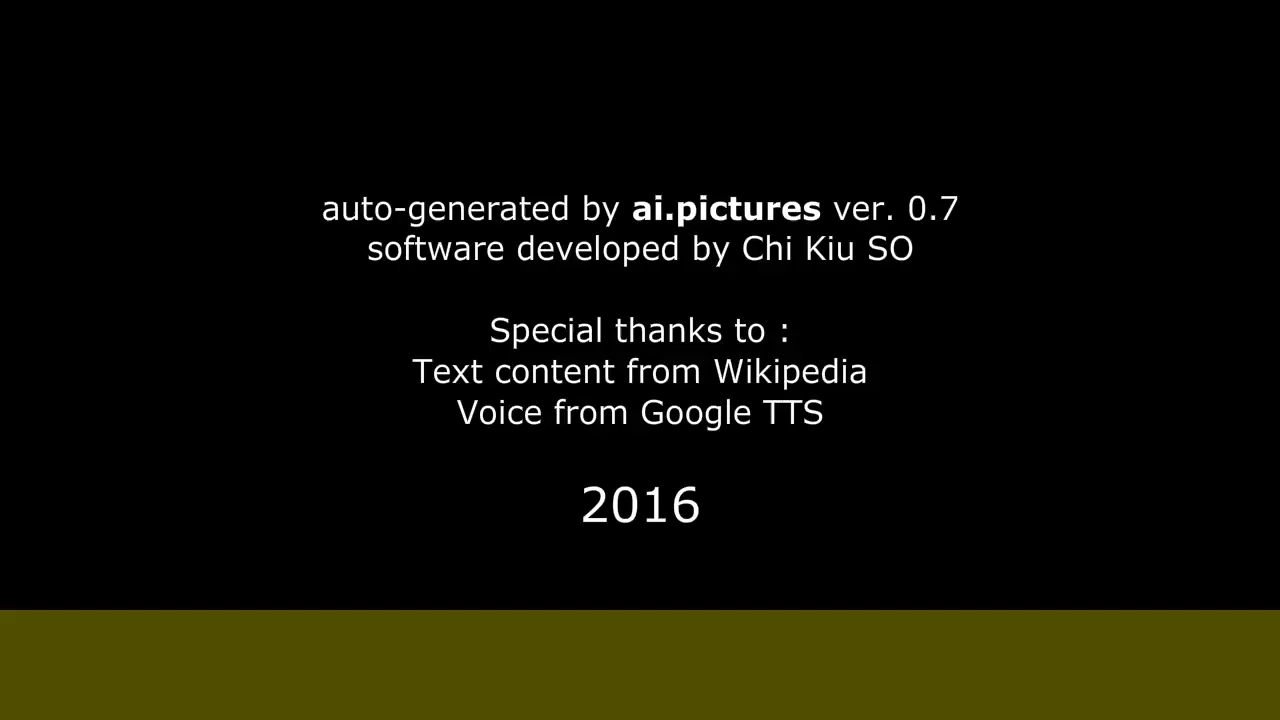 auto-generated by ai.pictures ver. 0.7
software developed by Chi Kiu SO
Special thanks to :
Text content from Wikipedia
Voice from Google TTS
2016